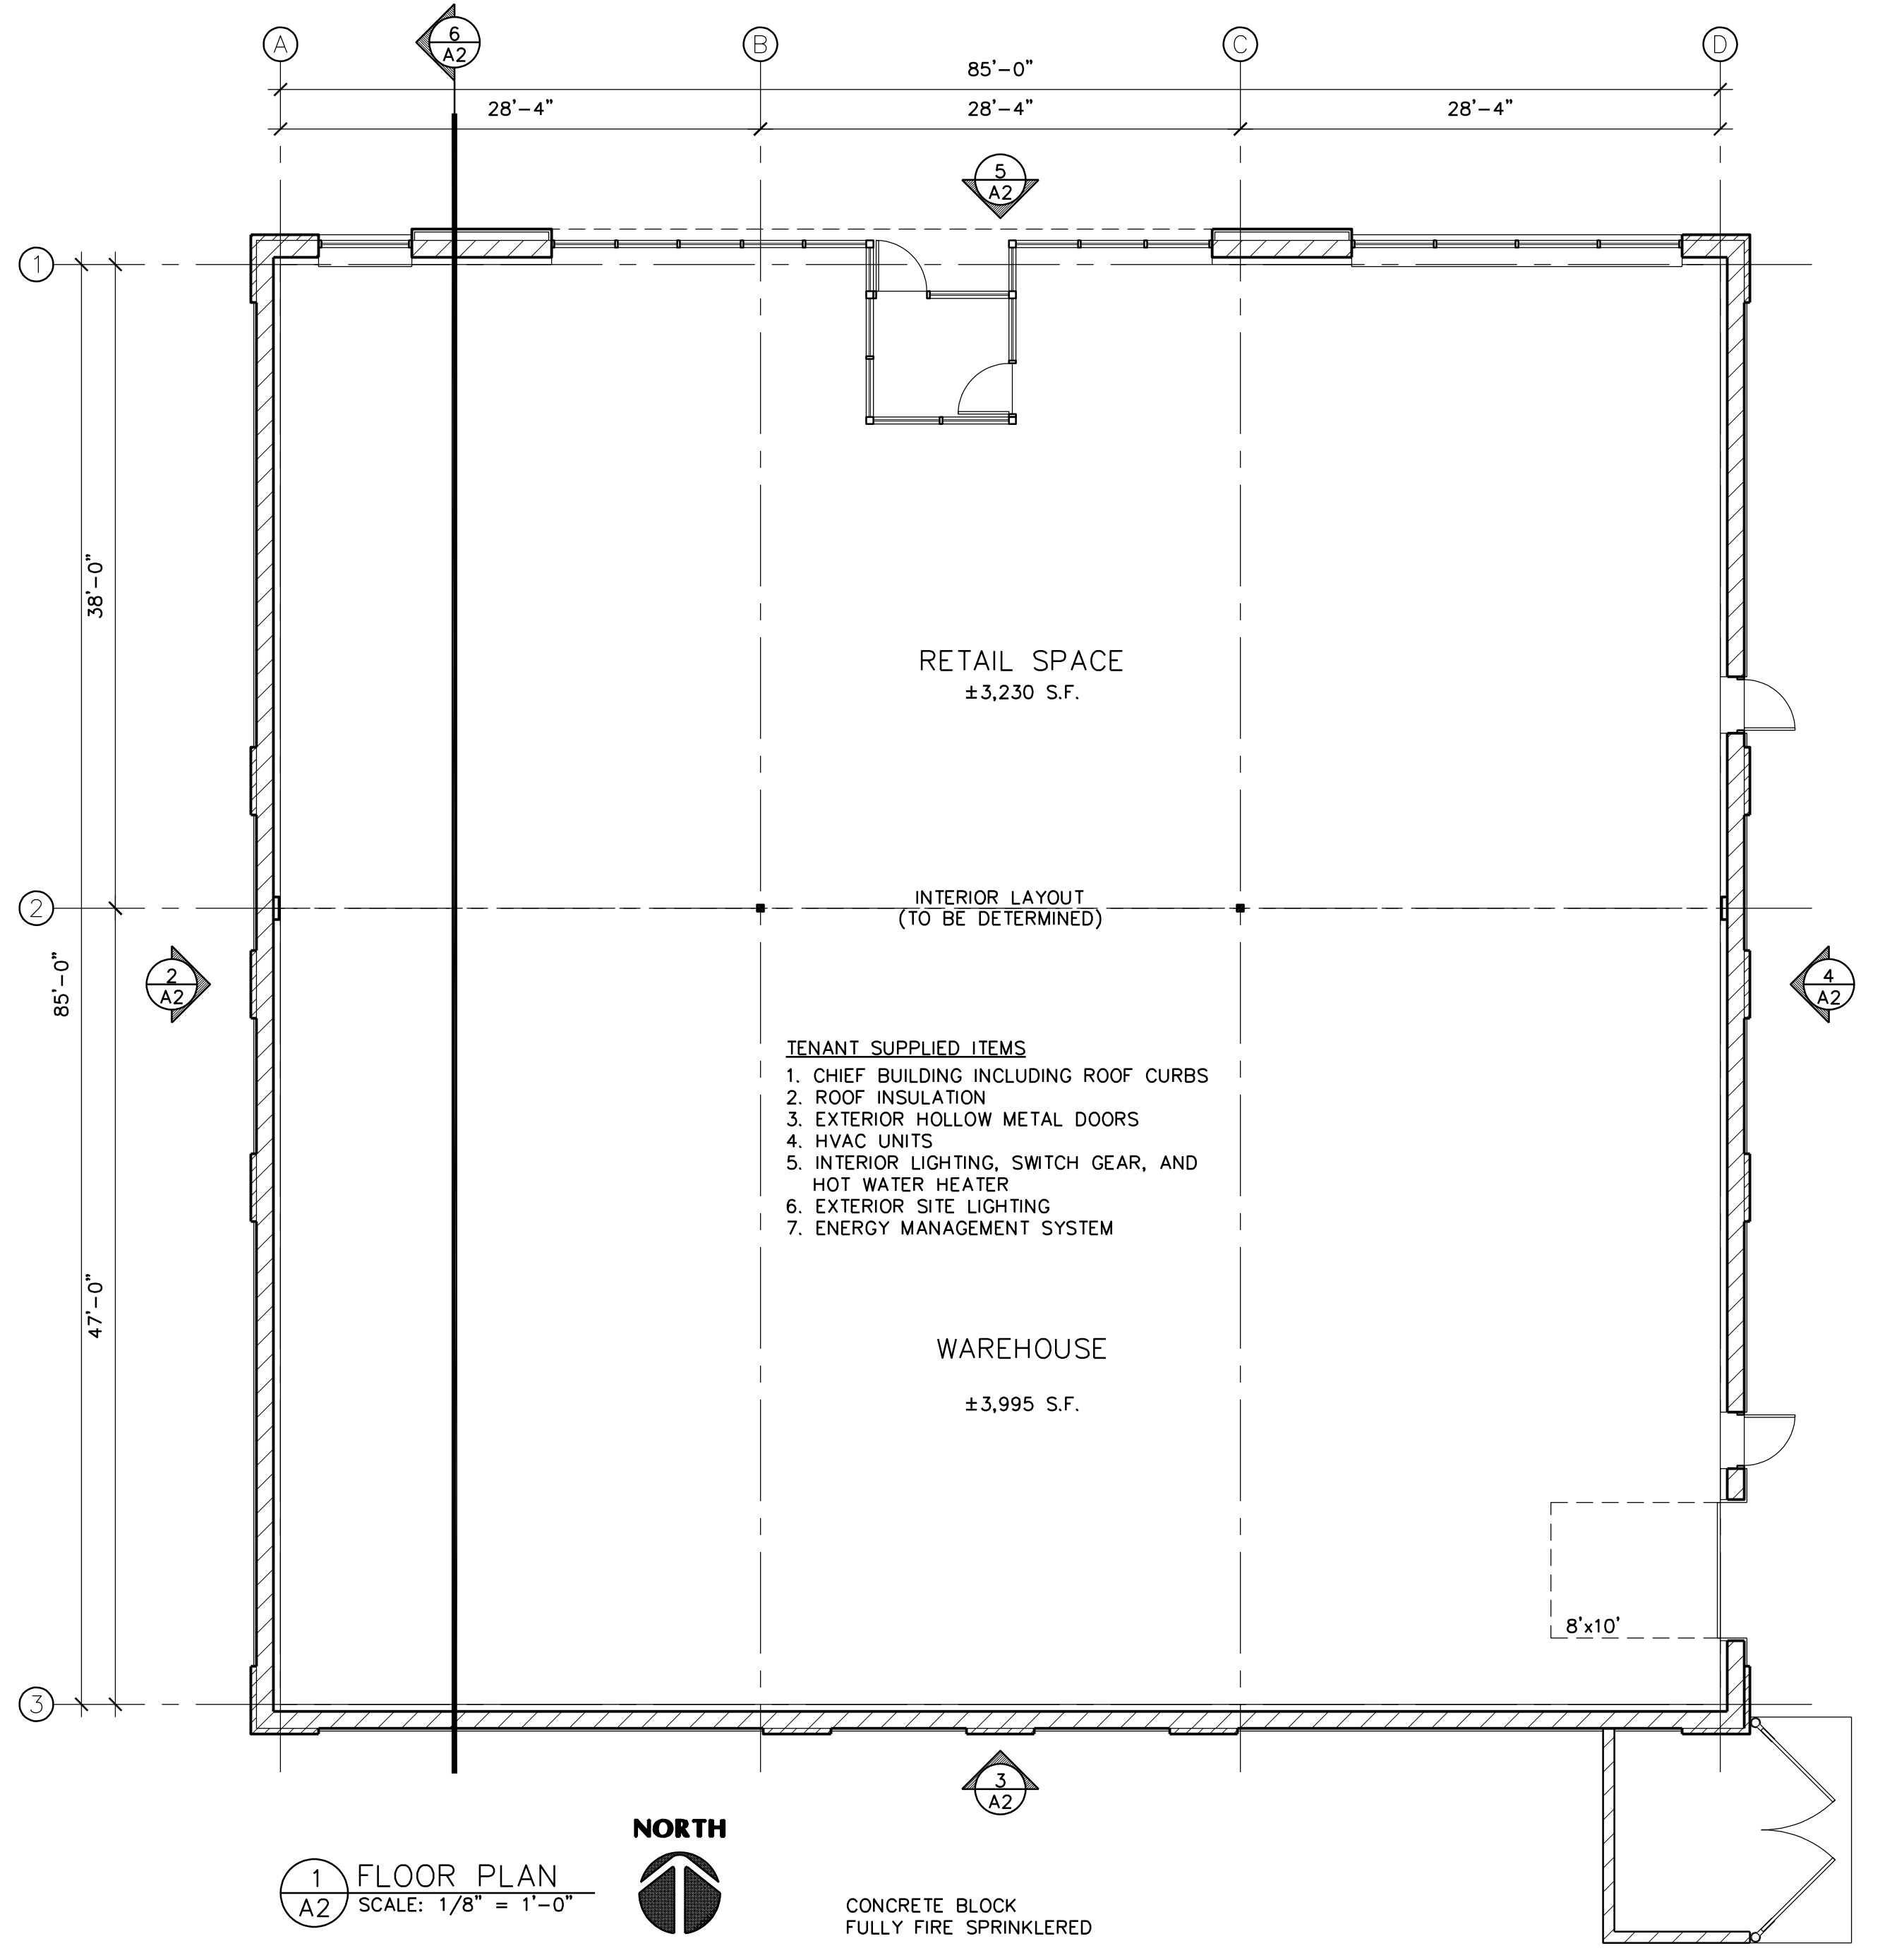 A
6
A2
B
C
D
85'-0"
28'-4"
28'-4"
28'-4"
5
A2
1
38'-0"
RETAIL SPACE
±3,230 S.F.
2
INTERIOR LAYOUT
(TO BE DETERMINED)
85'-0"
2
A2
4
A2
TENANT SUPPLIED ITEMS
1. CHIEF BUILDING INCLUDING ROOF CURBS
2. ROOF INSULATION
3. EXTERIOR HOLLOW METAL DOORS
4. HVAC UNITS
5. INTERIOR LIGHTING, SWITCH GEAR, AND
HOT WATER HEATER
6. EXTERIOR SITE LIGHTING
7. ENERGY MANAGEMENT SYSTEM
47'-0"
WAREHOUSE
±3,995 S.F.
8'x10'
3
3
A2
NORTH
1
A2
FLOOR PLAN
SCALE: 1/8" = 1'-0"
CONCRETE BLOCK
FULLY FIRE SPRINKLERED